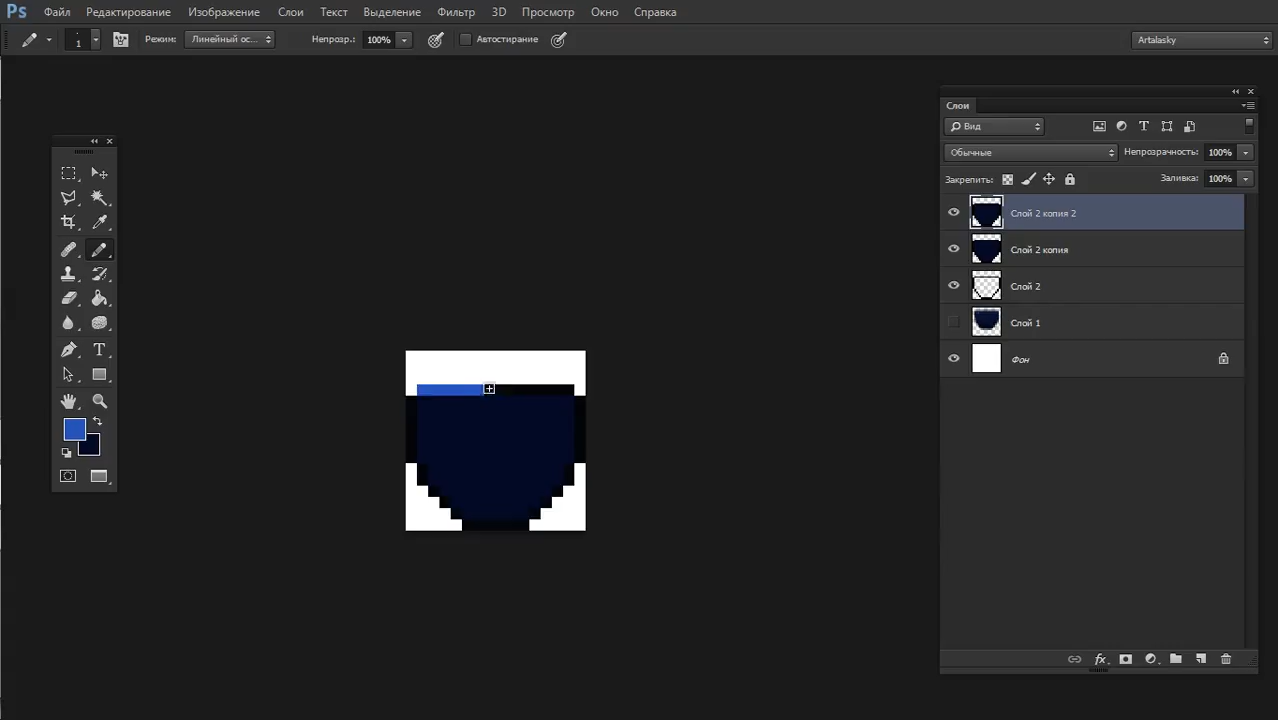 Ps Файл Редактирование Изображение Слои Текст Выделение Фильтр 3D Просмотр Окно Справка
1 Режим: Линейный ос... Непрозр.: 100% Автостирание Artalasky
Слои
Вид
Обычные Непрозрачность: 100%
Закрепить: Заливка: 100%
Слой 2 копия 2
Слой 2 копия
Слой 2
Слой 1
Фон